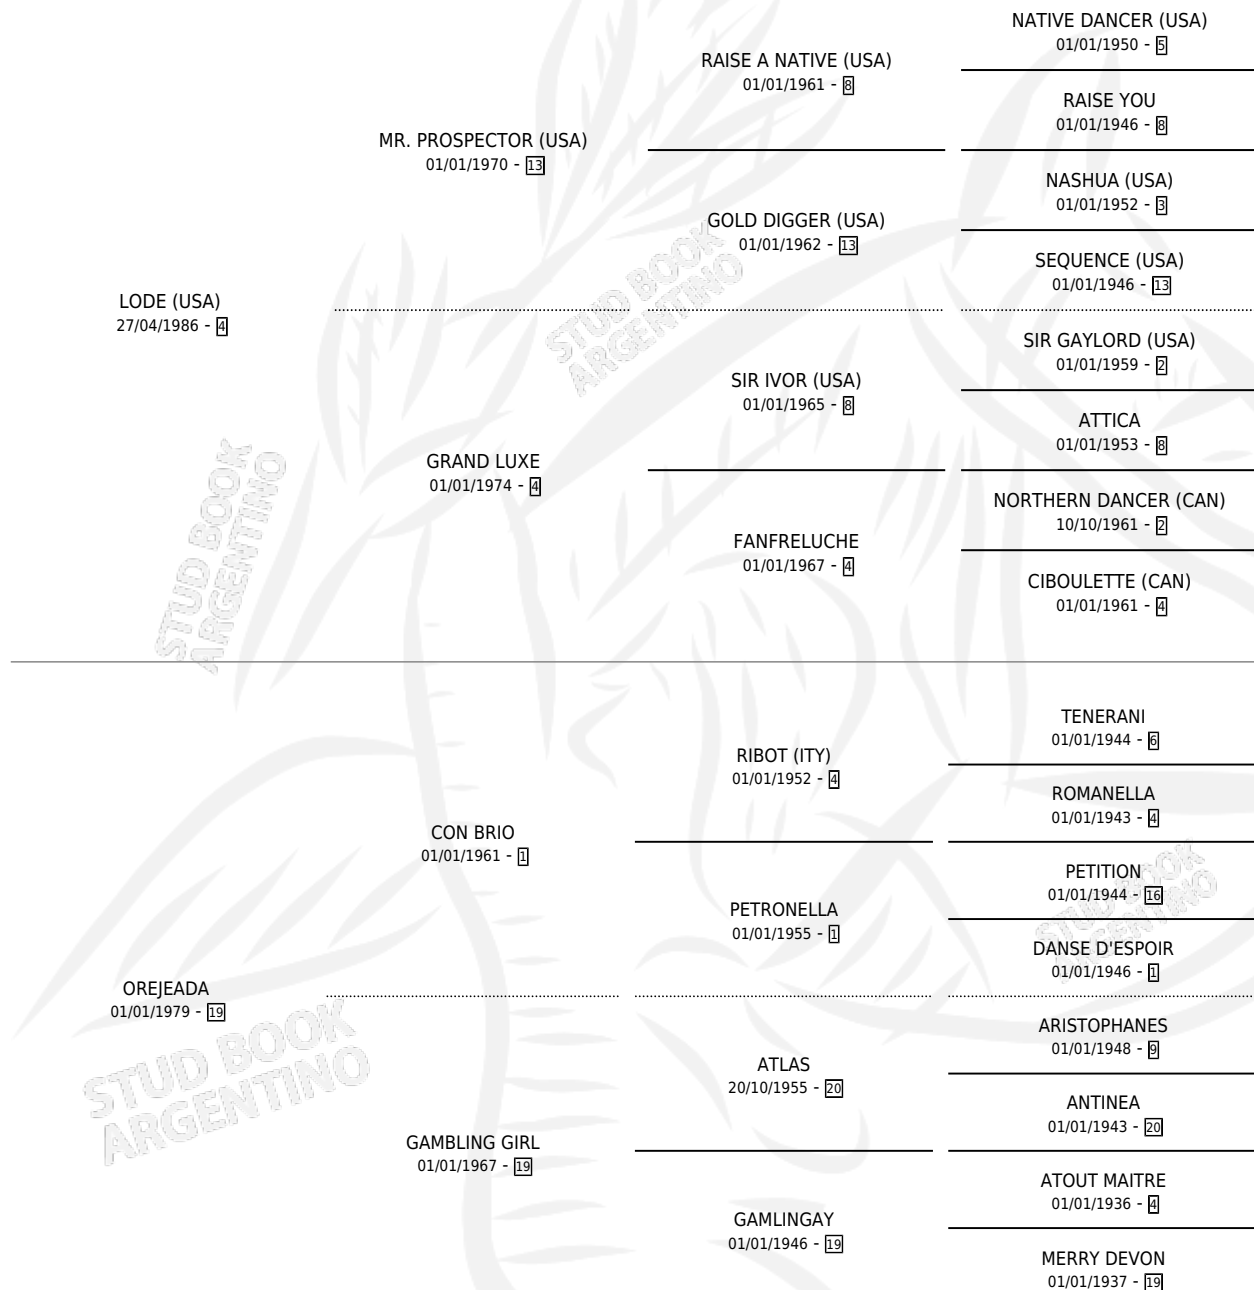 NATIVE DANCER (USA)
01/01/1950 - 5
RAISE A NATIVE (USA)
01/01/1961 - 8
RAISE YOU
01/01/1946 - 8
MR. PROSPECTOR (USA)
01/01/1970 - 13
NASHUA (USA)
01/01/1952 - 3
GOLD DIGGER (USA)
01/01/1962 - 13
SEQUENCE (USA)
01/01/1946 - 13
LODE (USA)
27/04/1986 - 4
SIR GAYLORD (USA)
01/01/1959 - 2
SIR IVOR (USA)
01/01/1965 - 8
ATTICA
01/01/1953 - 8
GRAND LUXE
01/01/1974 - 4
NORTHERN DANCER (CAN)
10/10/1961 - 2
FANFRELUCHE
01/01/1967 - 4
CIBOULETTE (CAN)
01/01/1961 - 4
TENERANI
01/01/1944 - 6
RIBOT (ITY)
01/01/1952 - 4
ROMANELLA
01/01/1943 - 4
CON BRIO
01/01/1961 - 1
PETITION
01/01/1944 - 16
PETRONELLA
01/01/1955 - 1
DANSE D'ESPOIR
01/01/1946 - 1
OREJEADA
01/01/1979 - 19
ARISTOPHANES
01/01/1948 - 9
ATLAS
20/10/1955 - 20
ANTINEA
01/01/1943 - 20
GAMBLING GIRL
01/01/1967 - 19
ATOUT MAITRE
01/01/1936 - 4
GAMLINGAY
01/01/1946 - 19
MERRY DEVON
01/01/1937 - 19
STUD BOOK
ARGENTINO
STUD BOOK
ARGENTINO
STUD BOOK
ARGENTINO
STUD BOOK
ARGENTINO